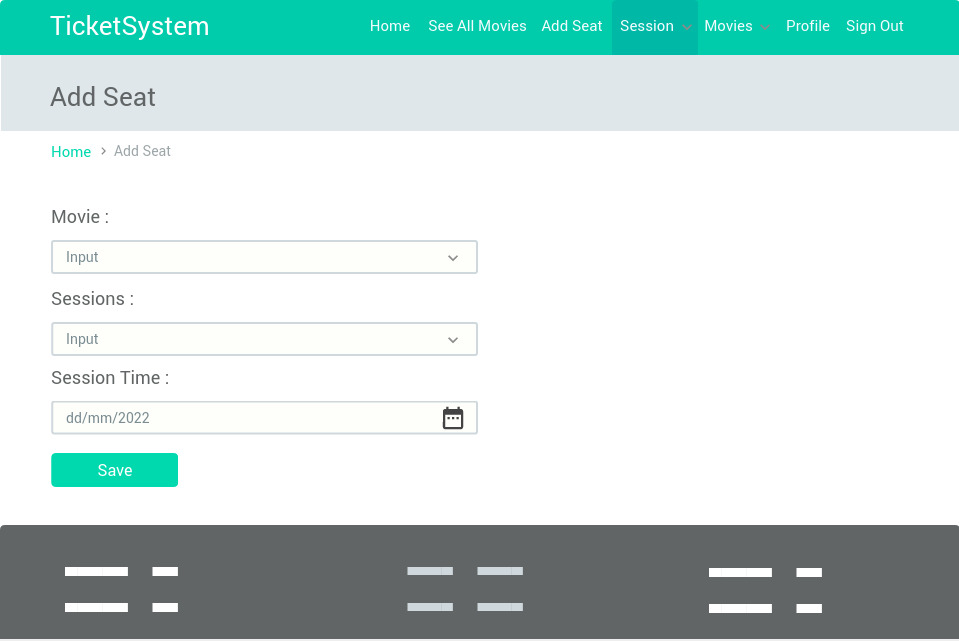 TicketSystem
Home See All Movies Add Seat Session Movies Profile Sign Out
Add Seat
Home > Add Seat
Movie :
Input
Sessions :
Input
Session Time :
dd/mm/2022
Save